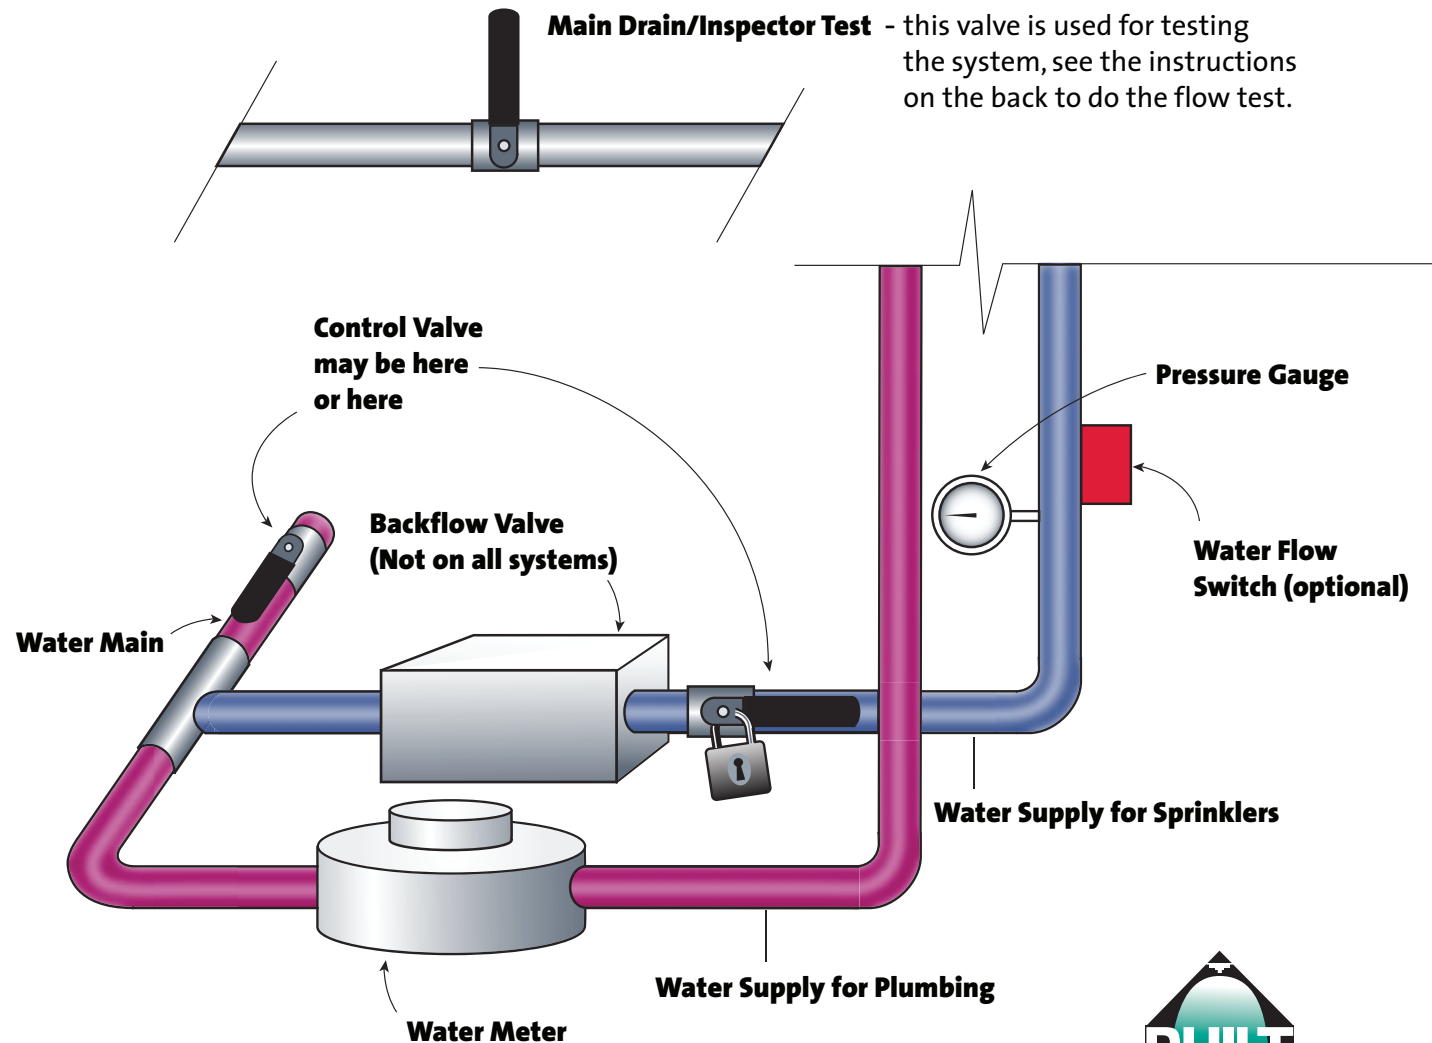 Main Drain/Inspector Test - this valve is used for testing
the system, see the instructions
on the back to do the flow test.
Control Valve
may be here
or here
Pressure Gauge
Backflow Valve
(Not on all systems)
Water Flow
Switch (optional)
Water Main
Water Supply for Sprinklers
Water Supply for Plumbing
Water Meter
BUILT